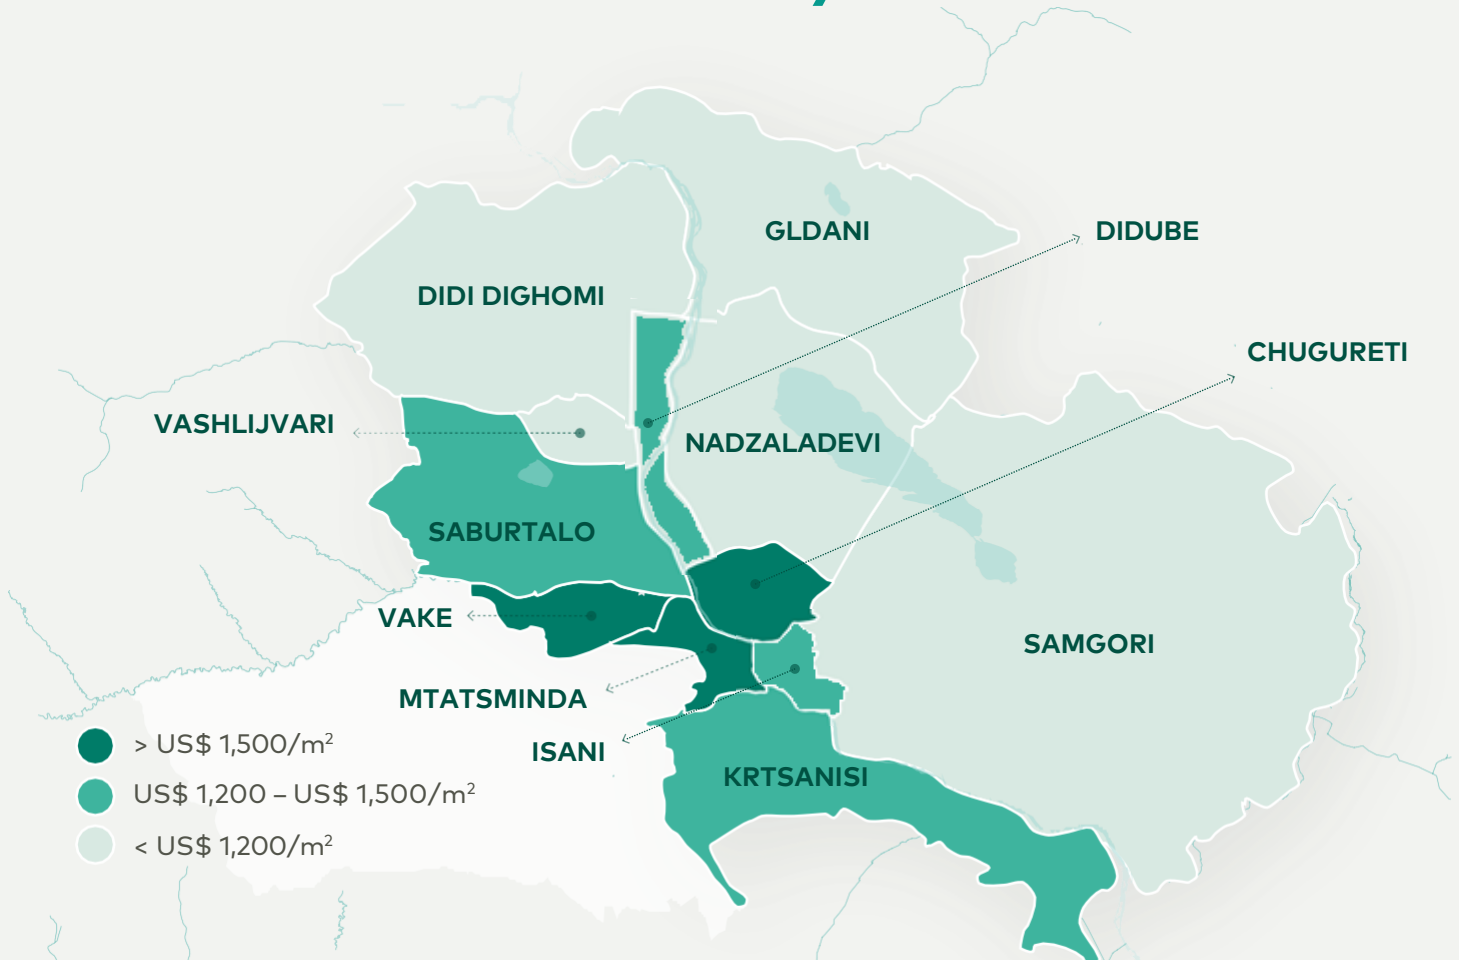 GLDANI
DIDUBE
DIDI DIGHOMI
CHUGURETI
VASHLIJVARI
NADZALADEVI
SABURTALO
VAKE
SAMGORI
MTATSMINDA
ISANI
KRTSANISI
> US$ 1,500/m²
US$ 1,200 – US$ 1,500/m²
< US$ 1,200/m²